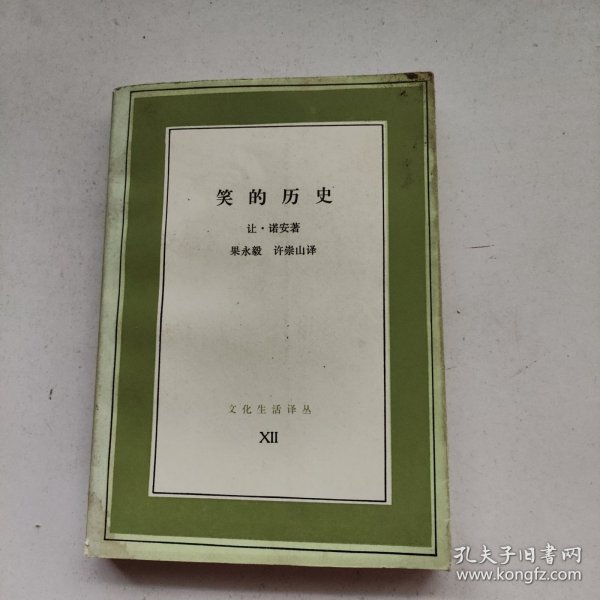 笑的历史
让·诺安著
果永毅 许崇山译
文化生活译丛
XII
孔夫子旧书网
www.kongfz.com